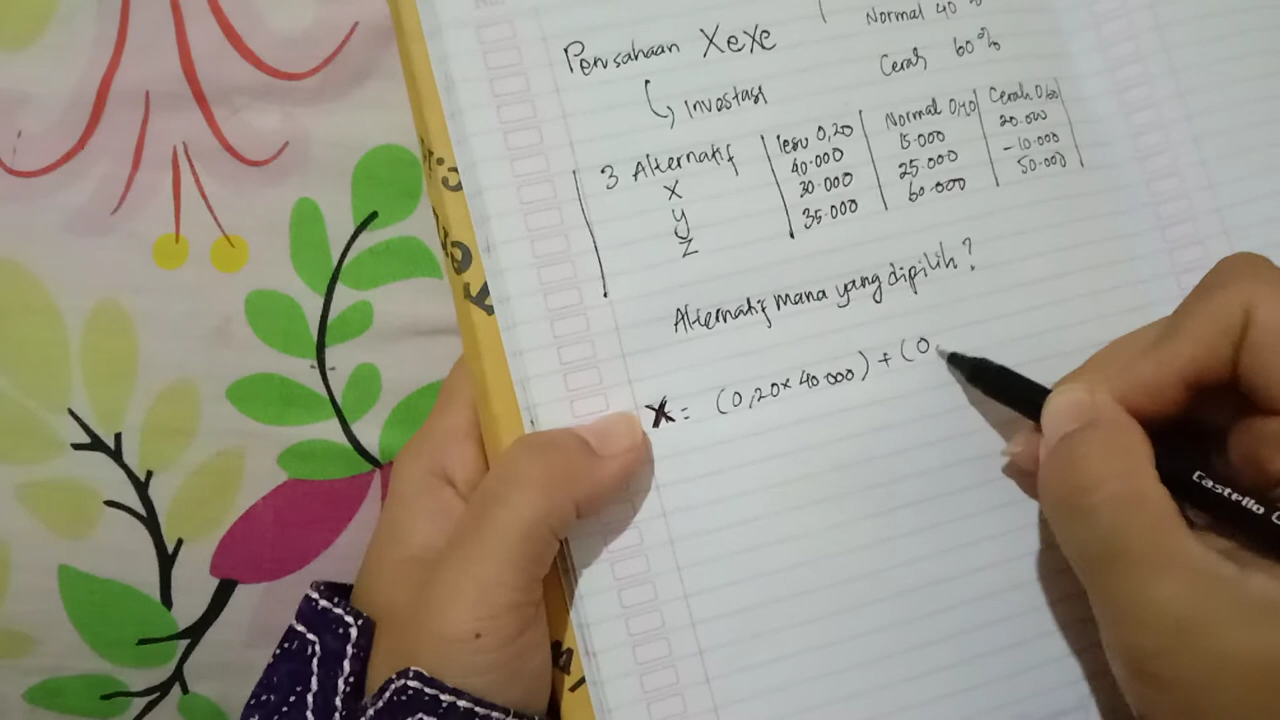 Normal 40 %
Perusahaan XeXe
Cerah 60%
Investasi
3 Alternatif | lesu 0,20 | Normal 0,40 | Cerah 0,60
X 40.000 15.000 20.000
y 30.000 25.000 -10.000
Z 35.000 60.000 50.000
Alternatif mana yang dipilih?
X = (0,20 x 40.000) + (0,
Castello